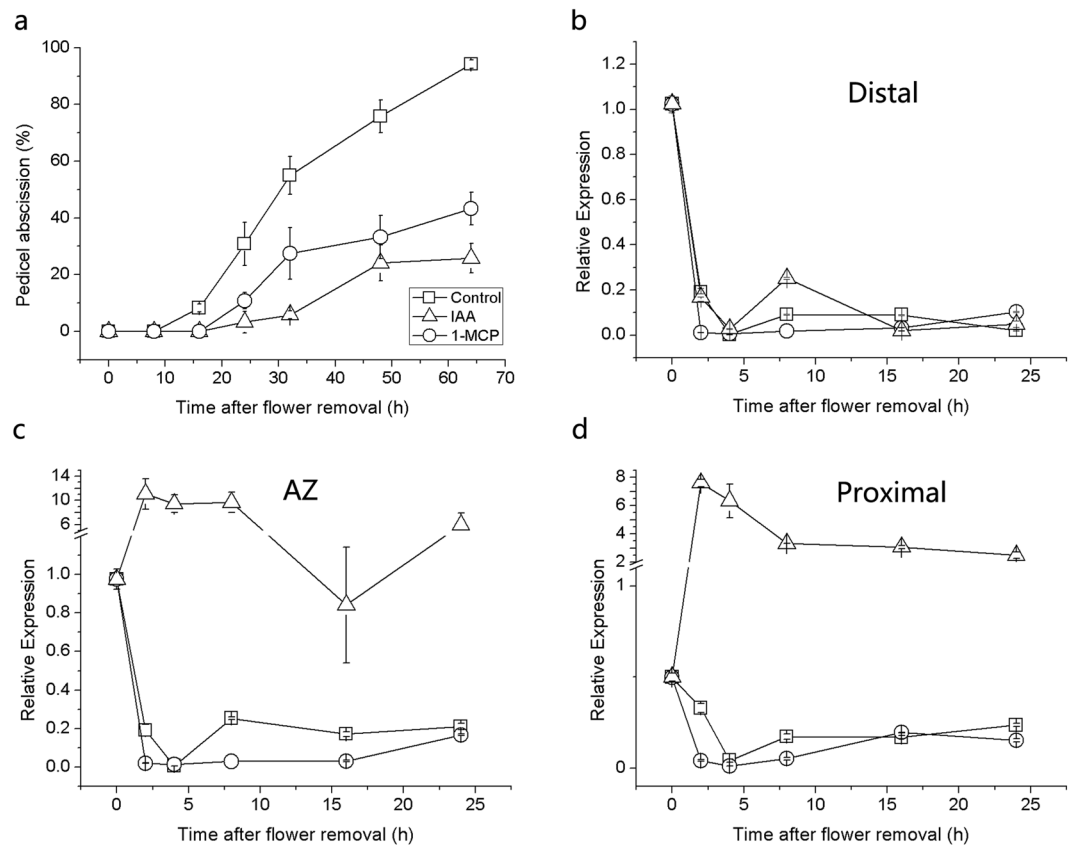 a
100
80
60
40
20
0
Pedicel abscission (%)
Control
IAA
1-MCP
0 10 20 30 40 50 60 70
Time after flower removal (h)
b
Distal
1.2
1.0
0.8
0.6
0.4
0.2
0.0
Relative Expression
0 5 10 15 20 25
Time after flower removal (h)
c
AZ
14
10
6
1.0
0.8
0.6
0.4
0.2
0.0
Relative Expression
0 5 10 15 20 25
Time after flower removal (h)
d
Proximal
8
6
4
2
1
0
Relative Expression
0 5 10 15 20 25
Time after flower removal (h)